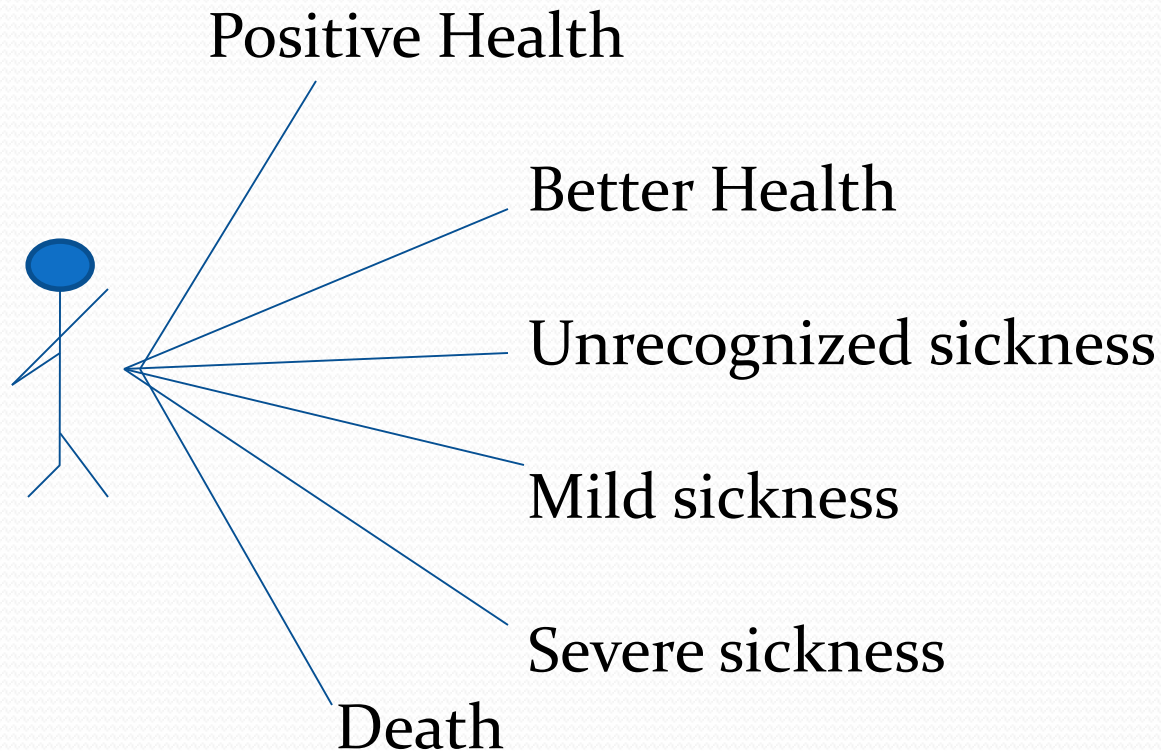 Positive Health
Better Health
Unrecognized sickness
Mild sickness
Severe sickness
Death